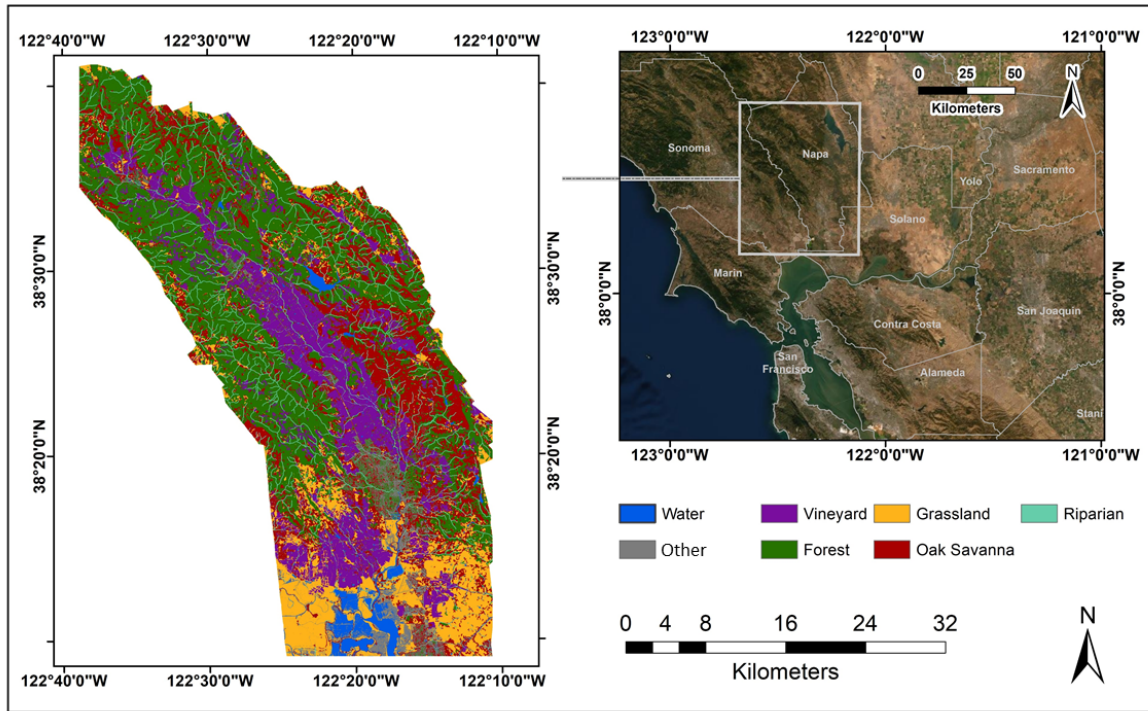 122°40'0"W 122°30'0"W 122°20'0"W 122°10'0"W
38°30'0"N
38°20'0"N
38°30'0"N
38°20'0"N
122°40'0"W 122°30'0"W 122°20'0"W 122°10'0"W
123°0'0"W 122°0'0"W 121°0'0"W
0 25 50
Kilometers
N
Sonoma
Napa
Yolo
Sacramento
Solano
Marin
Contra Costa
San Joaquin
San
Francisco
Alameda
Stani
38°0'0"N
38°0'0"N
123°0'0"W 122°0'0"W 121°0'0"W
Water Vineyard Grassland Riparian
Other Forest Oak Savanna
0 4 8 16 24 32
Kilometers
N